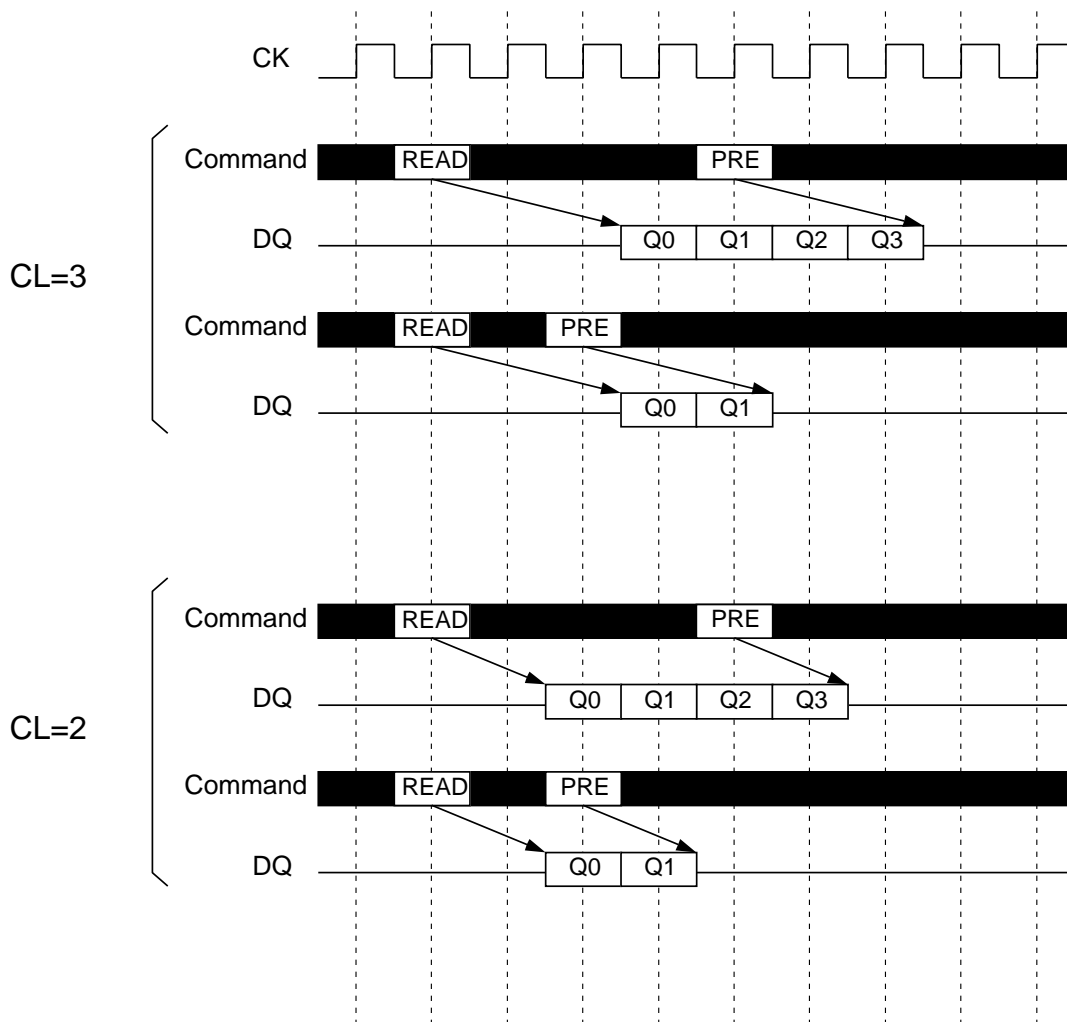 CK
Command READ PRE
DQ Q0 Q1 Q2 Q3
CL=3
Command READ PRE
DQ Q0 Q1
Command READ PRE
DQ Q0 Q1 Q2 Q3
CL=2
Command READ PRE
DQ Q0 Q1